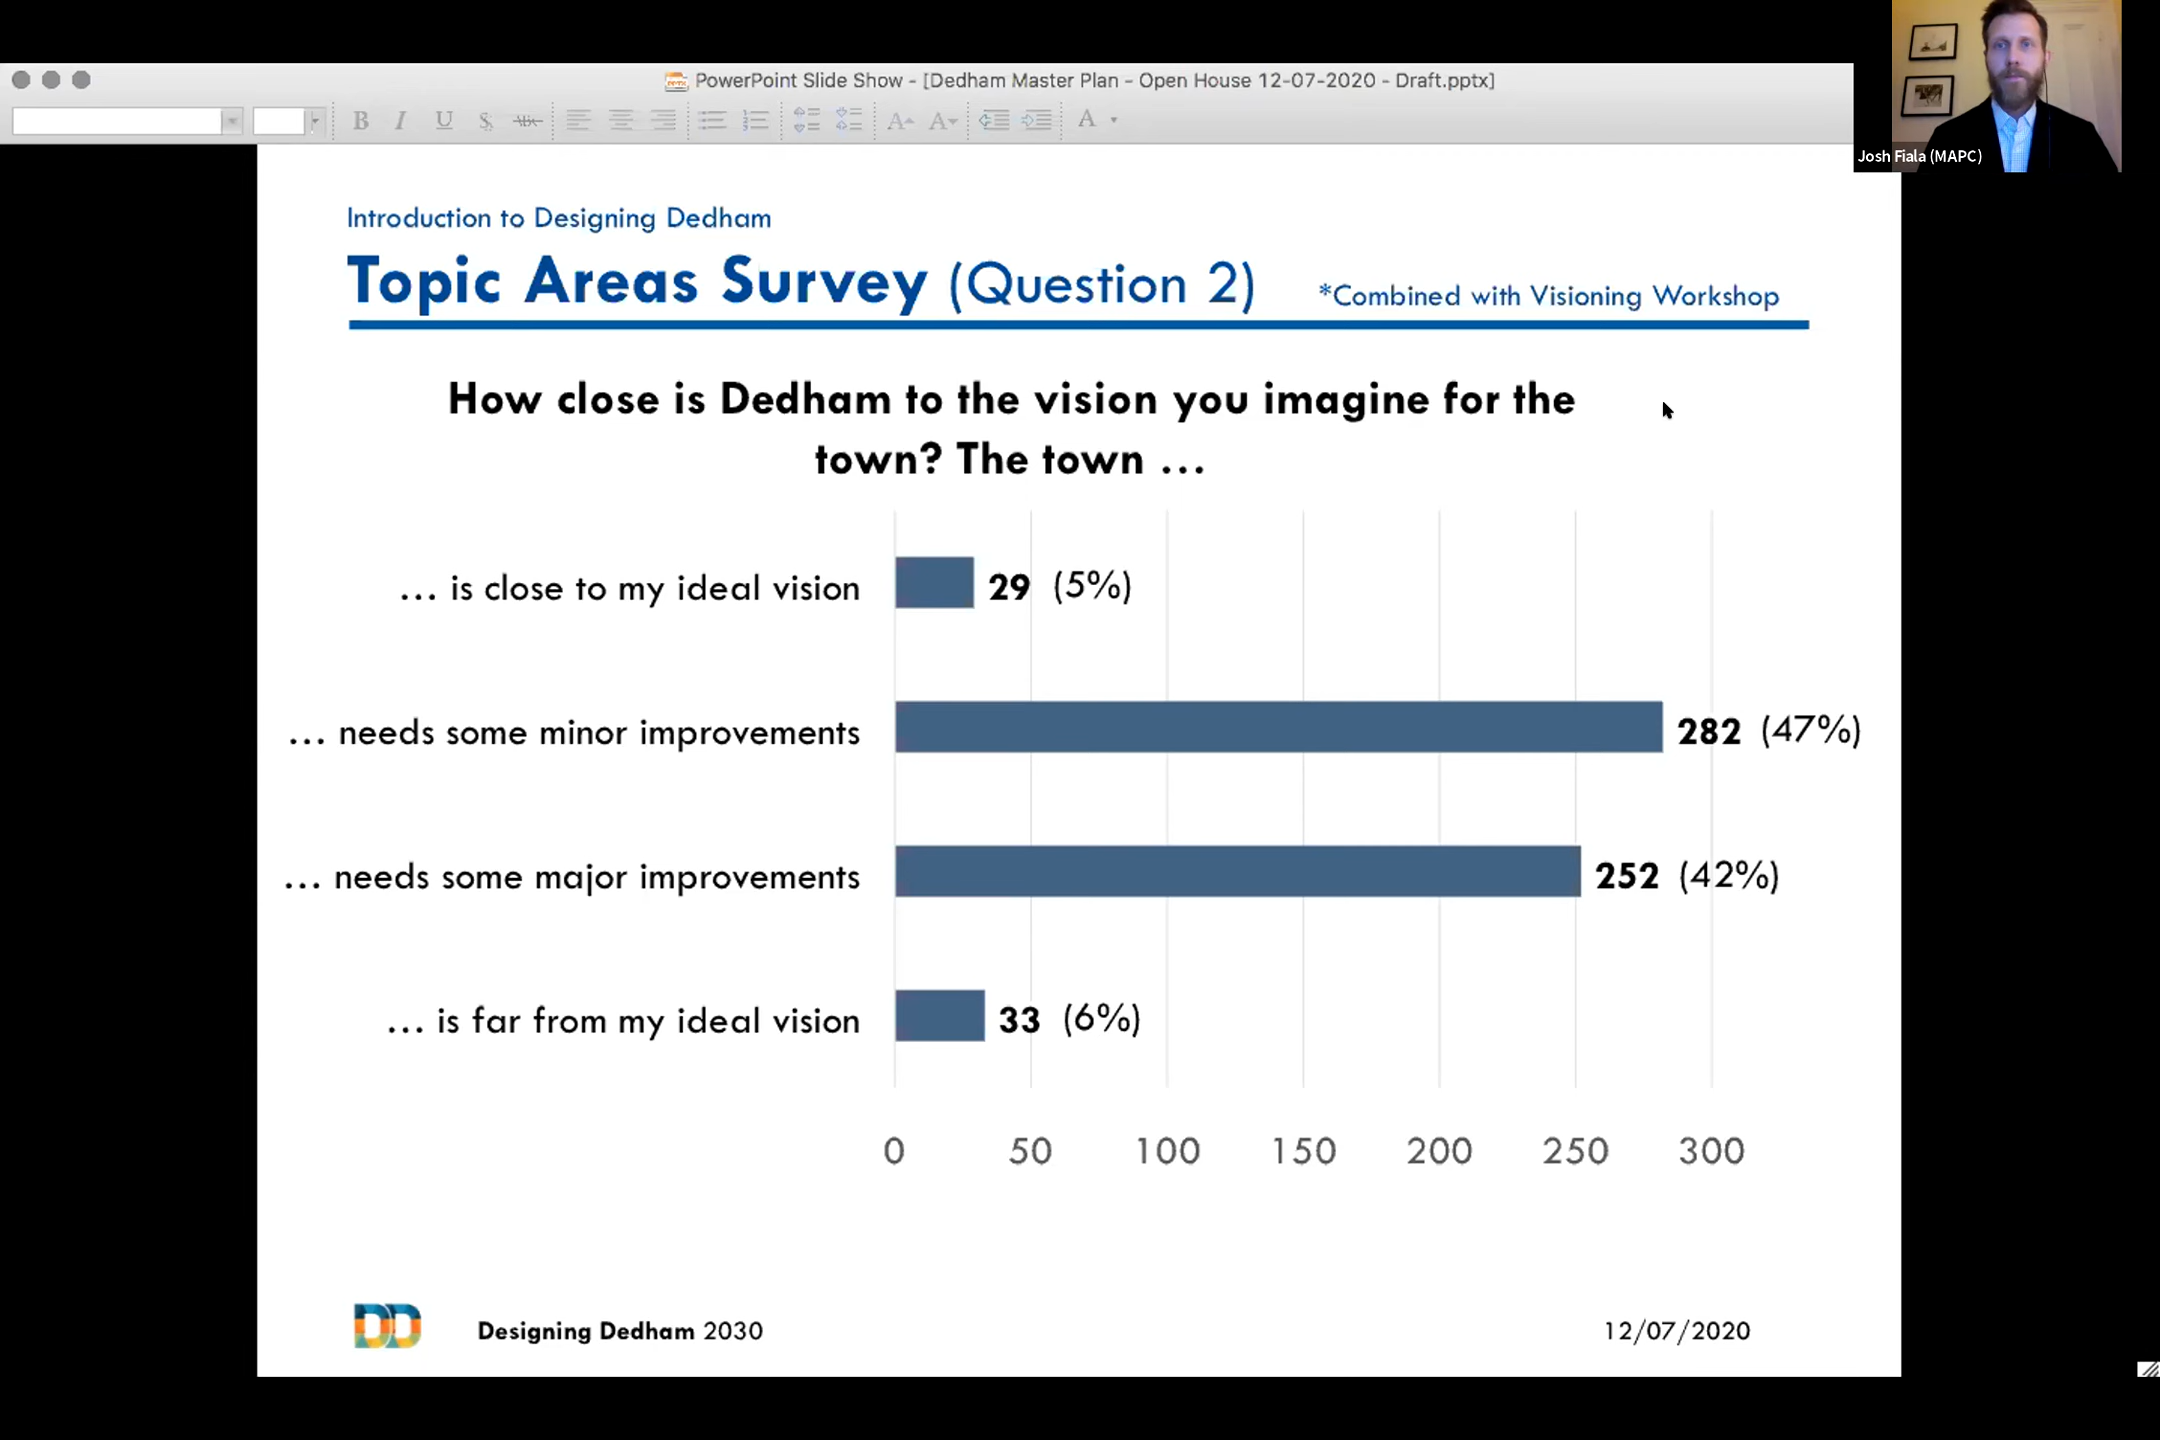 PowerPoint Slide Show - [Dedham Master Plan - Open House 12-07-2020 - Draft.pptx]
B I U S ABC A A A
Josh Fiala (MAPC)
Introduction to Designing Dedham
Topic Areas Survey (Question 2) *Combined with Visioning Workshop
How close is Dedham to the vision you imagine for the
town? The town ...
... is close to my ideal vision 29 (5%)
... needs some minor improvements 282 (47%)
... needs some major improvements 252 (42%)
... is far from my ideal vision 33 (6%)
0 50 100 150 200 250 300
DD Designing Dedham 2030 12/07/2020